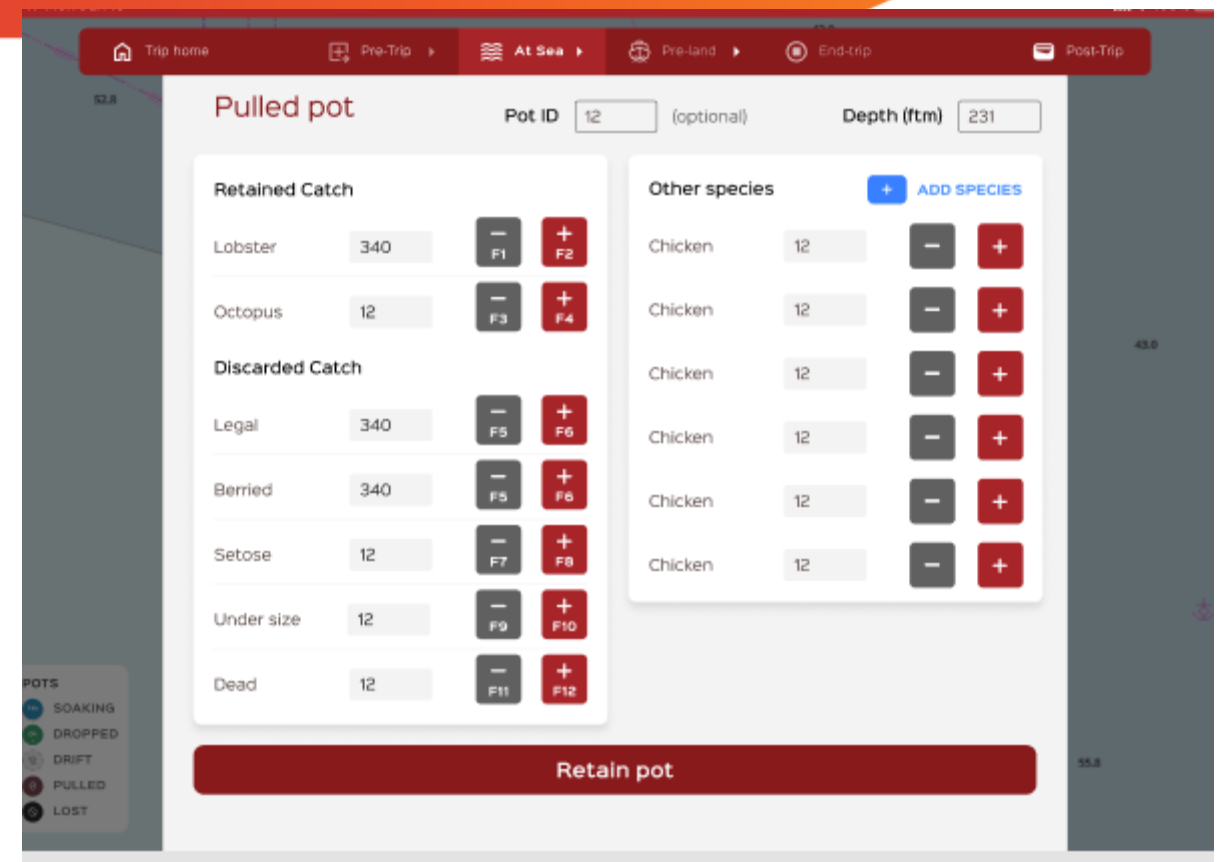 Trip home Pre-Trip At Sea Pre-land End-trip Post-Trip
52.8
Pulled pot Pot ID 12 (optional) Depth (ftm) 231
Retained Catch
Lobster 340 − F1 + F2
Octopus 12 − F3 + F4
Discarded Catch
Legal 340 − F5 + F6
Berried 340 − F5 + F6
Setose 12 − F7 + F8
Under size 12 − F9 + F10
Dead 12 − F11 + F12
Other species + ADD SPECIES
Chicken 12 − +
Chicken 12 − +
Chicken 12 − +
Chicken 12 − +
Chicken 12 − +
Chicken 12 − +
43.0
POTS
SOAKING
DROPPED
DRIFT
PULLED
LOST
55.8
Retain pot